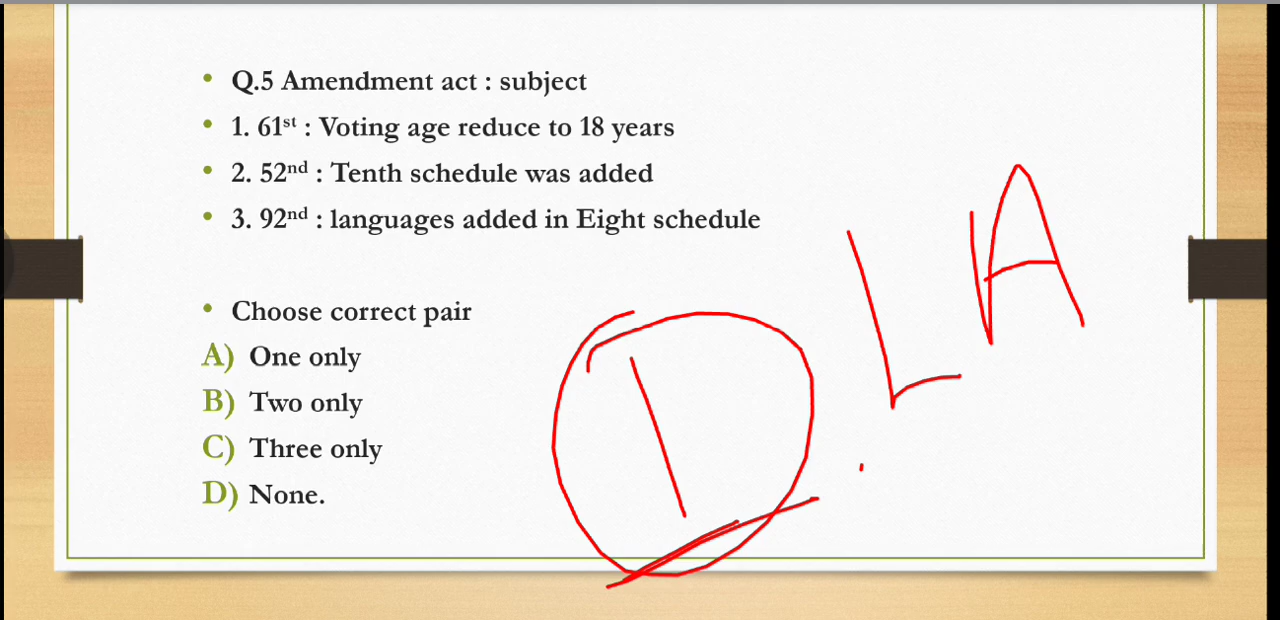 • Q.5 Amendment act : subject
• 1. 61st : Voting age reduce to 18 years
• 2. 52nd : Tenth schedule was added
• 3. 92nd : languages added in Eight schedule
• Choose correct pair
A) One only
B) Two only
C) Three only
D) None.
LA